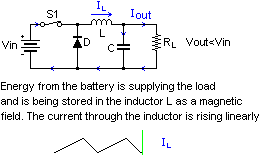 S1
IL
Iout
L
Vin
D
C
RL
Vout<Vin
Energy from the battery is supplying the load
and is being stored in the inductor L as a magnetic
field. The current through the inductor is rising linearly
IL